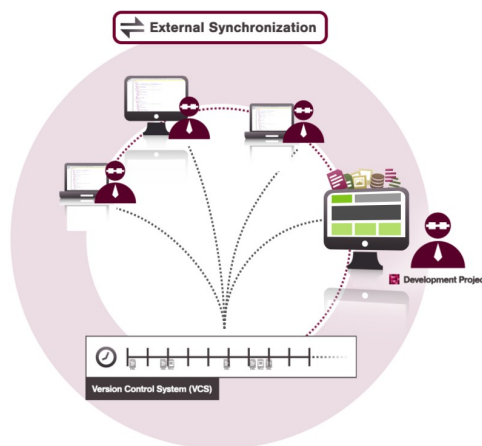 External Synchronization
Development Projec
Version Control System (VCS)